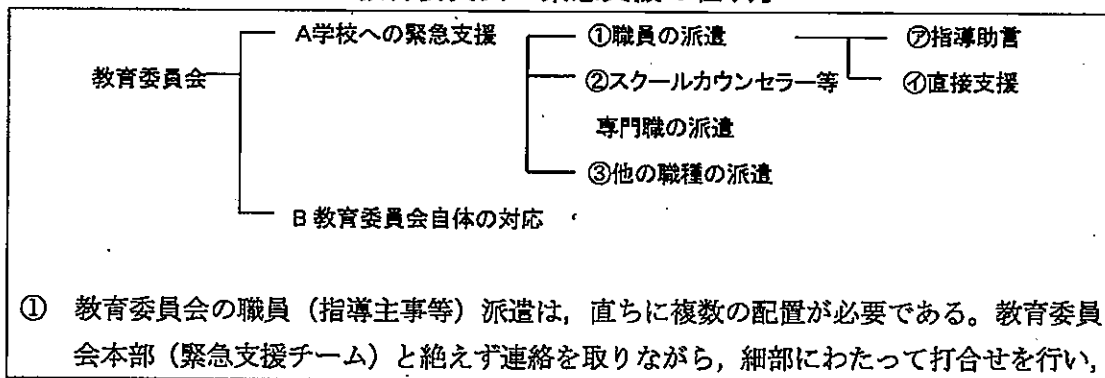 A学校への緊急支援 ①職員の派遣 ㋐指導助言
教育委員会 ②スクールカウンセラー等 ㋑直接支援
専門職の派遣
③他の職種の派遣
B 教育委員会自体の対応
① 教育委員会の職員（指導主事等）派遣は，直ちに複数の配置が必要である。教育委員
会本部（緊急支援チーム）と絶えず連絡を取りながら，細部にわたって打合せを行い，